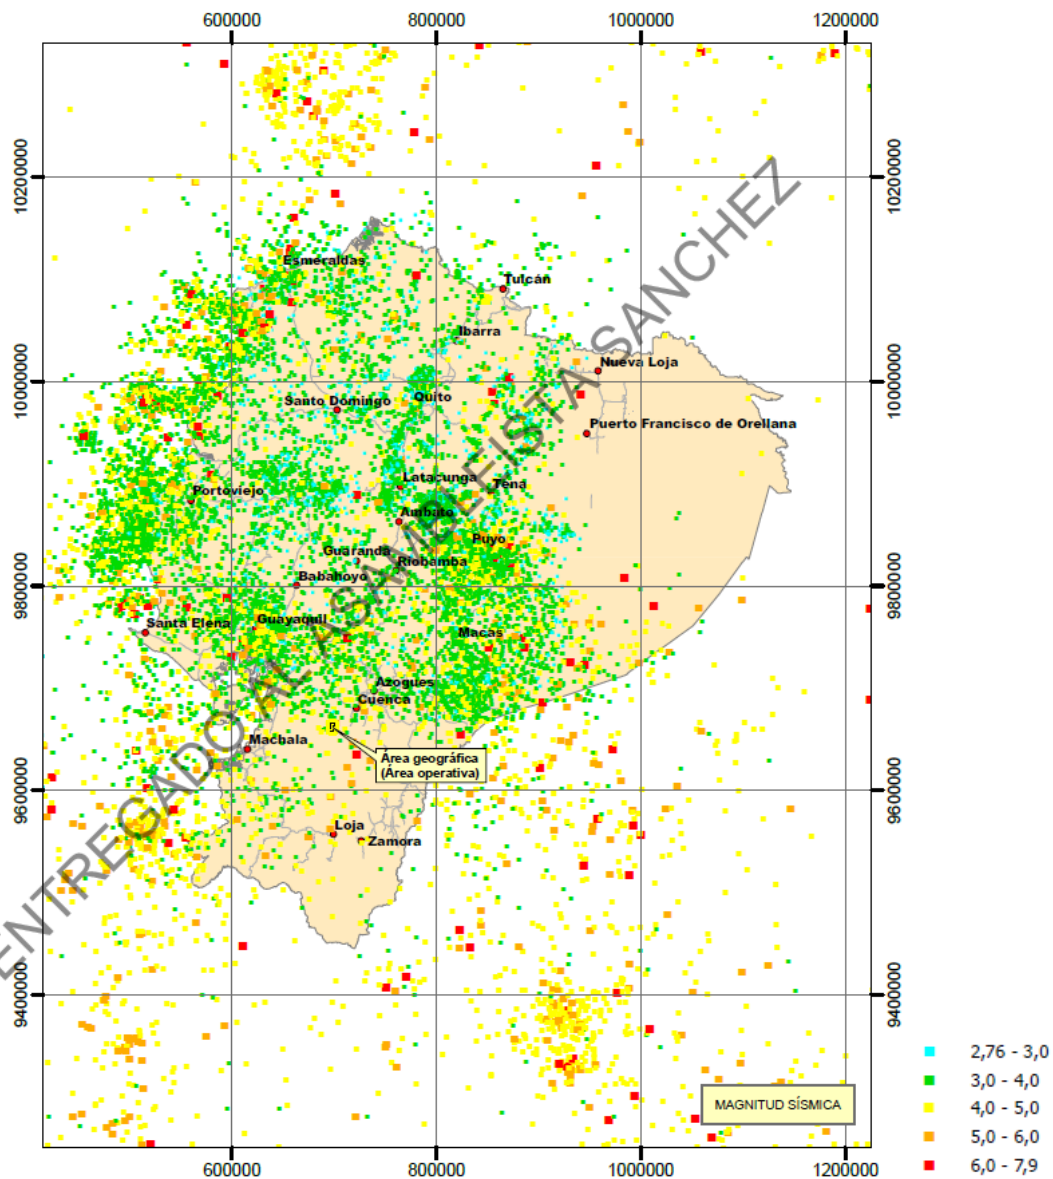 600000 800000 1000000 1200000
10200000 10200000
Esmeraldas
Tulcán
Ibarra
Nueva Loja
10000000 10000000
Quito
Santo Domingo
Puerto Francisco de Orellana
Latacunga
Tena
Portoviejo
Ambato
Puyo
Guaranda
Riobamba
Babahoyo
9800000 9800000
Santa Elena
Guayaquil
Macas
Azogues
Cuenca
Machala
Área geográfica
(Área operativa)
9600000 9600000
Loja
Zamora
9400000 9400000
ENTREGADO AL ASAMBLEISTA SANCHEZ
MAGNITUD SÍSMICA
2,76 - 3,0
3,0 - 4,0
4,0 - 5,0
5,0 - 6,0
6,0 - 7,9
600000 800000 1000000 1200000